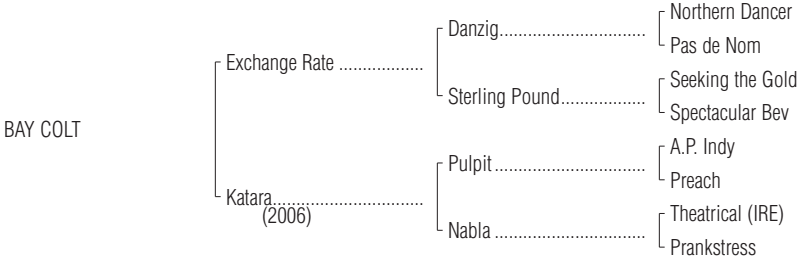 Northern Dancer
Danzig..............................
Pas de Nom
Exchange Rate ..................
Seeking the Gold
Sterling Pound..................
Spectacular Bev
BAY COLT
A.P. Indy
Pulpit ...............................
Preach
Katara...............................
(2006)
Theatrical (IRE)
Nabla ...............................
Prankstress